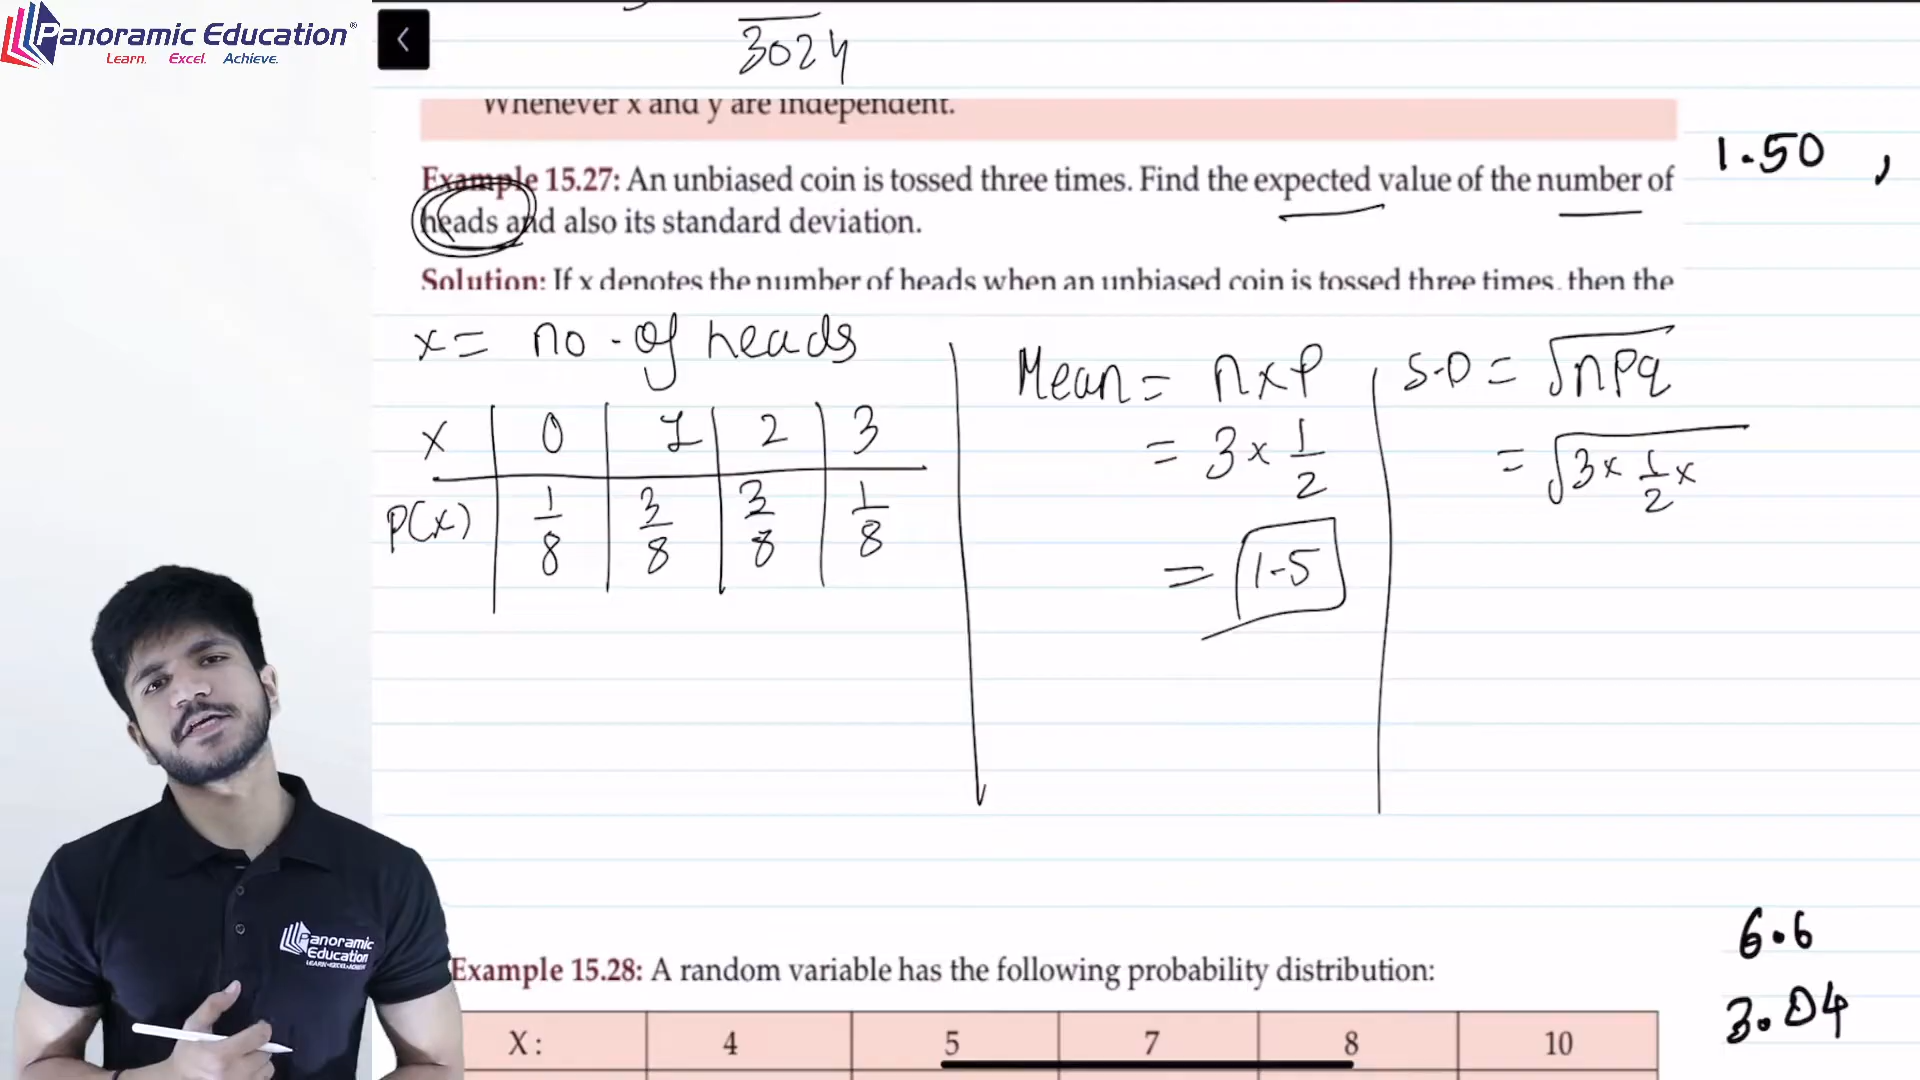 Panoramic Education®
Learn. Excel. Achieve.
3024
Whenever x and y are independent.
Example 15.27: An unbiased coin is tossed three times. Find the expected value of the number of
heads and also its standard deviation.
1.50 ,
Solution: If x denotes the number of heads when an unbiased coin is tossed three times, then the
x = no. of heads
x 0 1 2 3
P(x) 1/8 3/8 3/8 1/8
Mean = n x P
= 3 x 1/2
= 1.5
S.D = √nPq
= √3 x 1/2 x
Panoramic
Education
LEARN•EXCEL•ACHIEVE
6.6
3.04
Example 15.28: A random variable has the following probability distribution:
X : 4 5 7 8 10